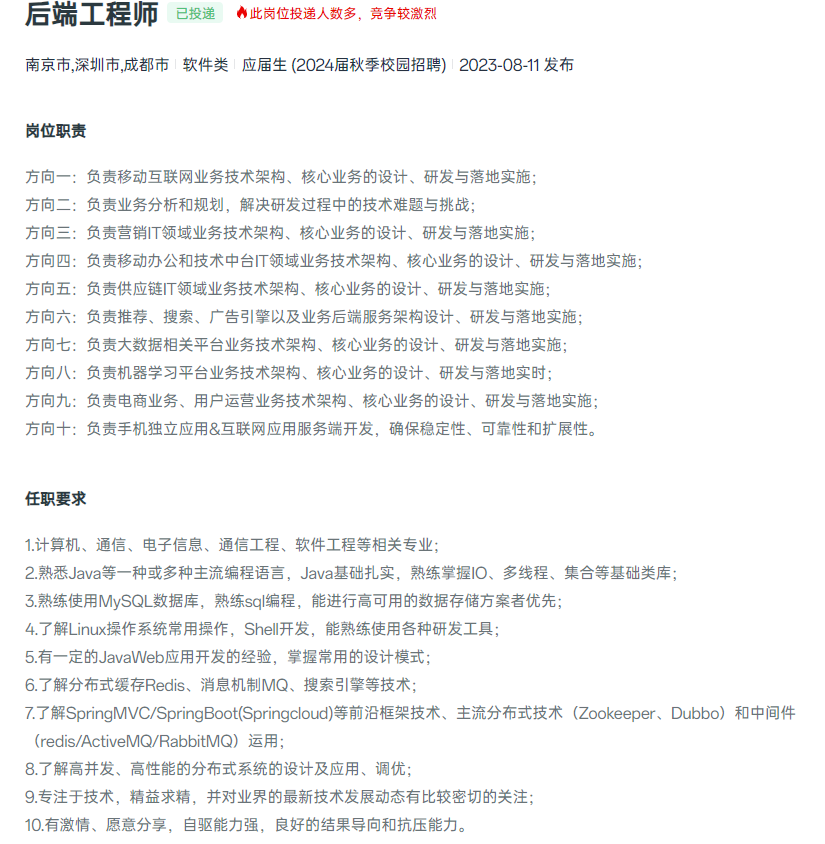 后端工程师 已投递 此岗位投递人数多，竞争较激烈
南京市,深圳市,成都市 软件类 应届生 (2024届秋季校园招聘) 2023-08-11 发布
岗位职责
方向一：负责移动互联网业务技术架构、核心业务的设计、研发与落地实施；
方向二：负责业务分析和规划，解决研发过程中的技术难题与挑战；
方向三：负责营销IT领域业务技术架构、核心业务的设计、研发与落地实施；
方向四：负责移动办公和技术中台IT领域业务技术架构、核心业务的设计、研发与落地实施；
方向五：负责供应链IT领域业务技术架构、核心业务的设计、研发与落地实施；
方向六：负责推荐、搜索、广告引擎以及业务后端服务架构设计、研发与落地实施；
方向七：负责大数据相关平台业务技术架构、核心业务的设计、研发与落地实施；
方向八：负责机器学习平台业务技术架构、核心业务的设计、研发与落地实时；
方向九：负责电商业务、用户运营业务技术架构、核心业务的设计、研发与落地实施；
方向十：负责手机独立应用&互联网应用服务端开发，确保稳定性、可靠性和扩展性。
任职要求
1.计算机、通信、电子信息、通信工程、软件工程等相关专业；
2.熟悉Java等一种或多种主流编程语言，Java基础扎实，熟练掌握IO、多线程、集合等基础类库；
3.熟练使用MySQL数据库，熟练sql编程，能进行高可用的数据存储方案者优先；
4.了解Linux操作系统常用操作，Shell开发，能熟练使用各种研发工具；
5.有一定的JavaWeb应用开发的经验，掌握常用的设计模式；
6.了解分布式缓存Redis、消息机制MQ、搜索引擎等技术；
7.了解SpringMVC/SpringBoot(Springcloud)等前沿框架技术、主流分布式技术（Zookeeper、Dubbo）和中间件
（redis/ActiveMQ/RabbitMQ）运用；
8.了解高并发、高性能的分布式系统的设计及应用、调优；
9.专注于技术，精益求精，并对业界的最新技术发展动态有比较密切的关注；
10.有激情、愿意分享，自驱能力强，良好的结果导向和抗压能力。